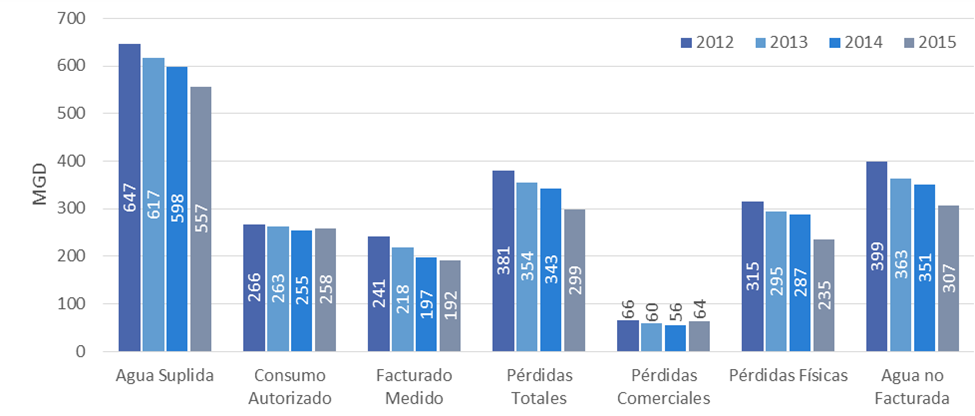 700
600
500
400
300
200
100
0
MGD
2012 2013 2014 2015
647 617 598 557
266 263 255 258
241 218 197 192
381 354 343 299
66 60 56 64
315 295 287 235
399 363 351 307
Agua Suplida
Consumo
Autorizado
Facturado
Medido
Pérdidas
Totales
Pérdidas
Comerciales
Pérdidas Físicas
Agua no
Facturada